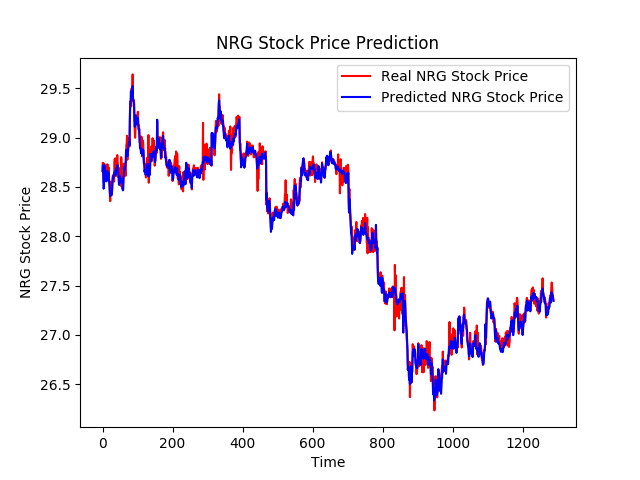 NRG Stock Price Prediction
Real NRG Stock Price
Predicted NRG Stock Price
NRG Stock Price
29.5
29.0
28.5
28.0
27.5
27.0
26.5
0 200 400 600 800 1000 1200
Time